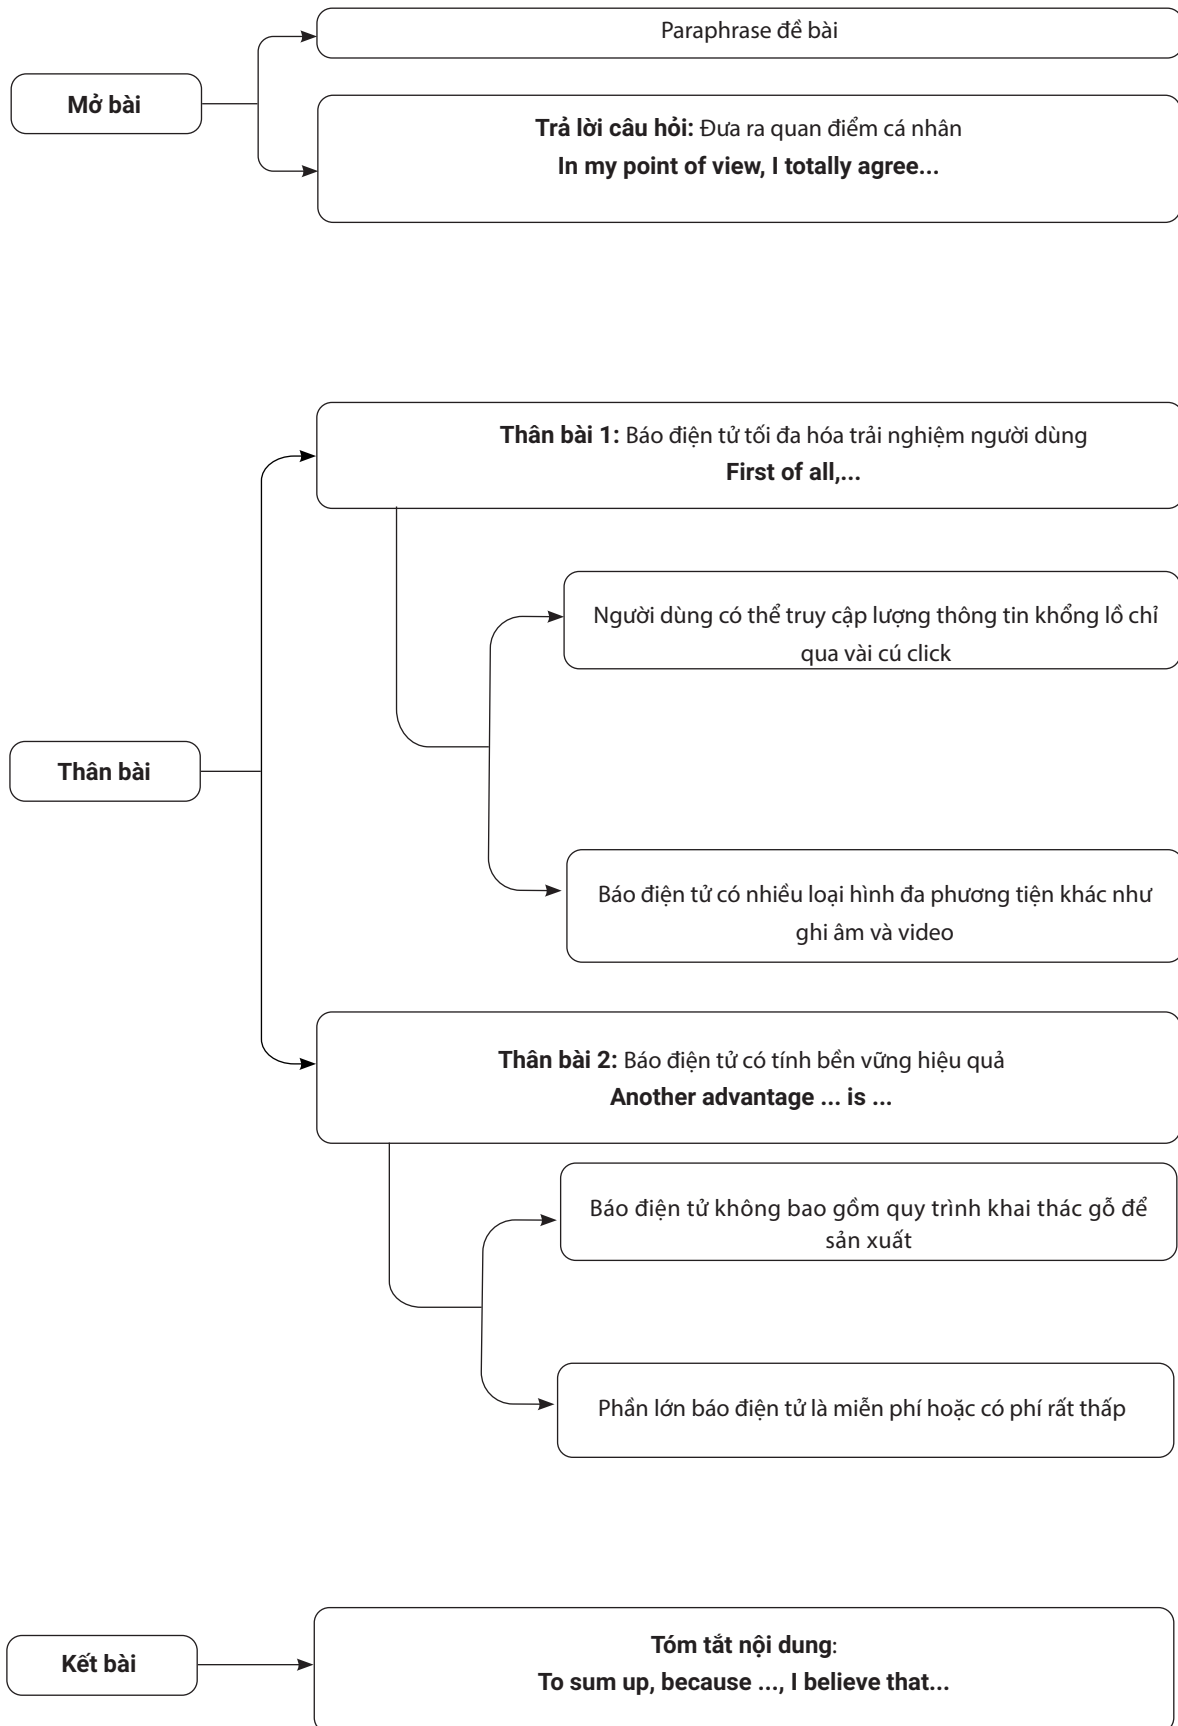 Paraphrase đề bài
Mở bài
Trả lời câu hỏi: Đưa ra quan điểm cá nhân
In my point of view, I totally agree...
Thân bài 1: Báo điện tử tối đa hóa trải nghiệm người dùng
First of all,...
Người dùng có thể truy cập lượng thông tin khổng lồ chỉ
qua vài cú click
Thân bài
Báo điện tử có nhiều loại hình đa phương tiện khác như
ghi âm và video
Thân bài 2: Báo điện tử có tính bền vững hiệu quả
Another advantage ... is ...
Báo điện tử không bao gồm quy trình khai thác gỗ để
sản xuất
Phần lớn báo điện tử là miễn phí hoặc có phí rất thấp
Kết bài
Tóm tắt nội dung:
To sum up, because ..., I believe that...